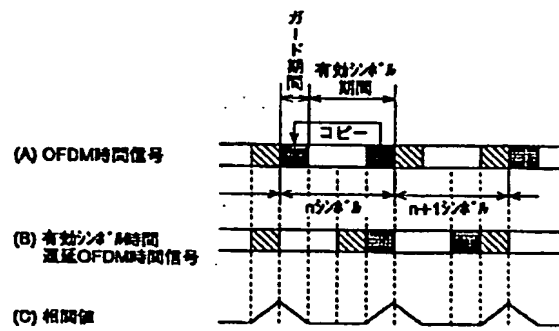 ガード
期間
有効シンボル
期間
コピー
(A) OFDM時間信号
nシンボル
n+1シンボル
(B) 有効シンボル時間
遅延OFDM時間信号
(C) 相関値